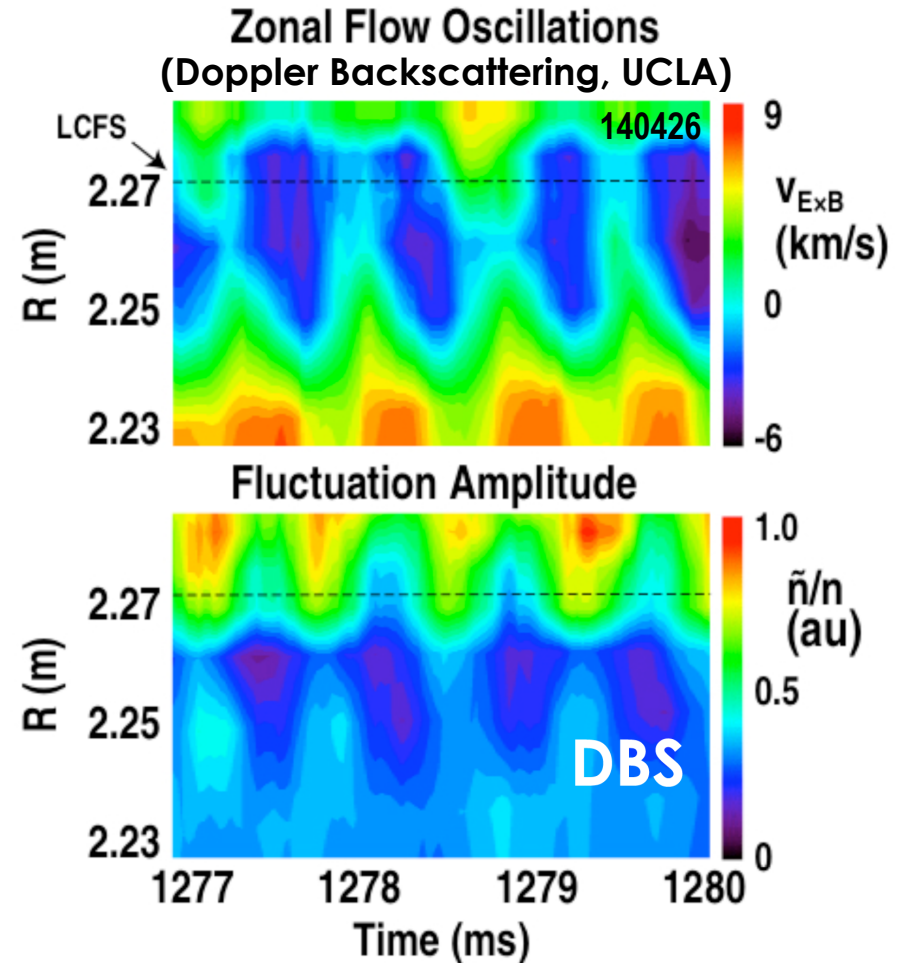 Zonal Flow Oscillations
(Doppler Backscattering, UCLA)
LCFS
140426
9
2.27
v_E×B
(km/s)
R (m)
0
2.25
2.23
-6
Fluctuation Amplitude
1.0
2.27
ñ/n
(au)
R (m)
0.5
2.25
DBS
2.23
0
1277 1278 1279 1280
Time (ms)